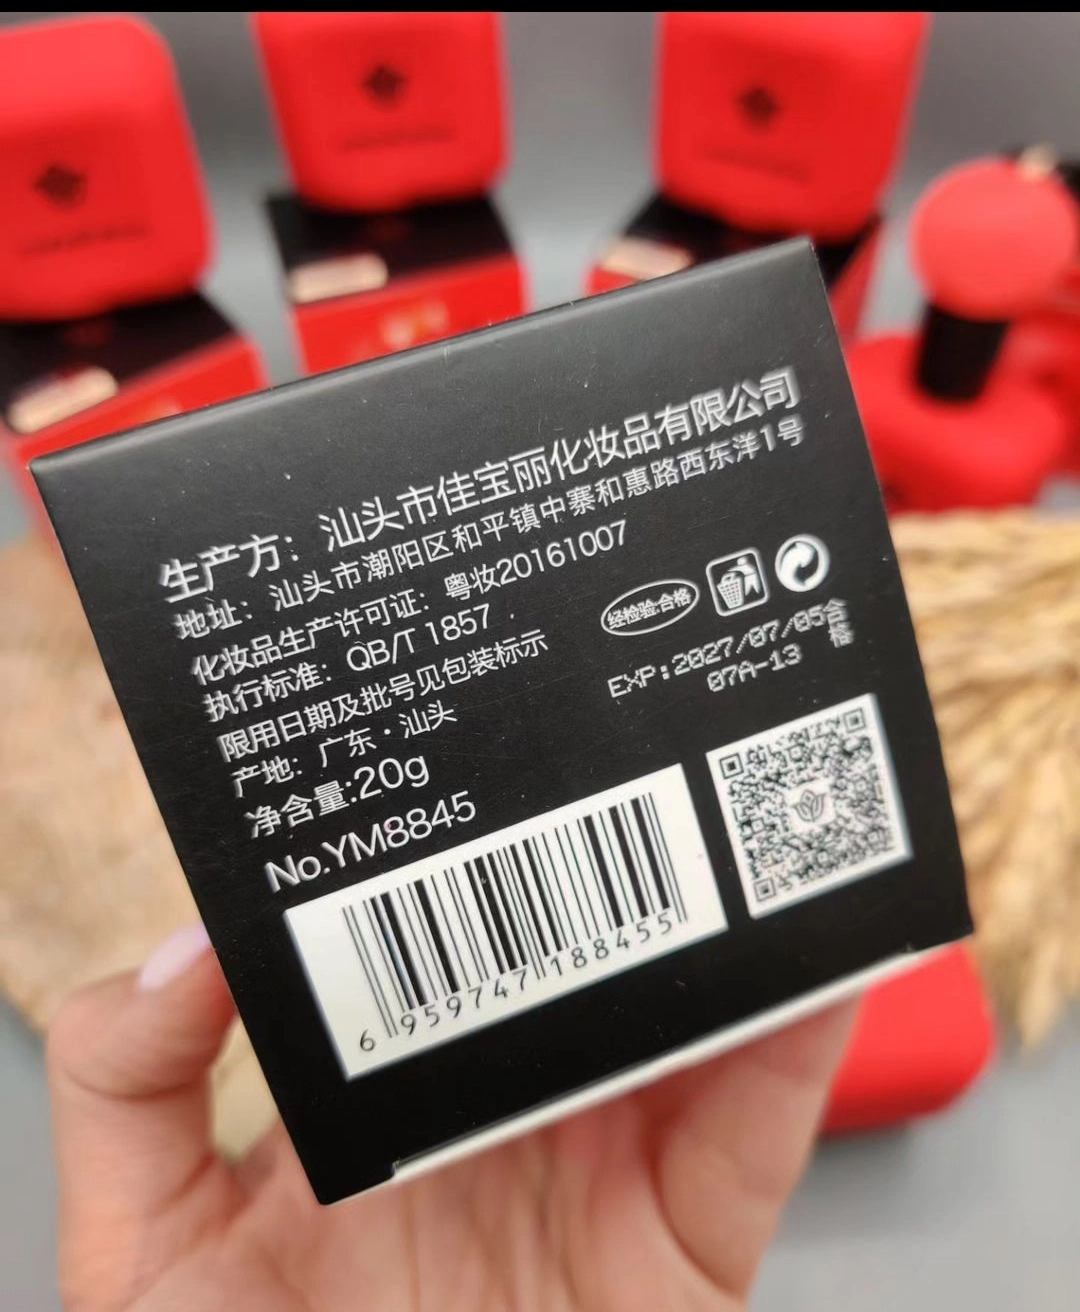 生产方：汕头市佳宝丽化妆品有限公司
地址：汕头市潮阳区和平镇中寨和惠路西东洋1号
化妆品生产许可证：粤妆20161007
执行标准：QB/T 1857
限用日期及批号见包装标示
产地：广东·汕头
净含量:20g
No.YM8845
经检验合格
EXP:2027/07/05合格
07A-13
6 959747 188455